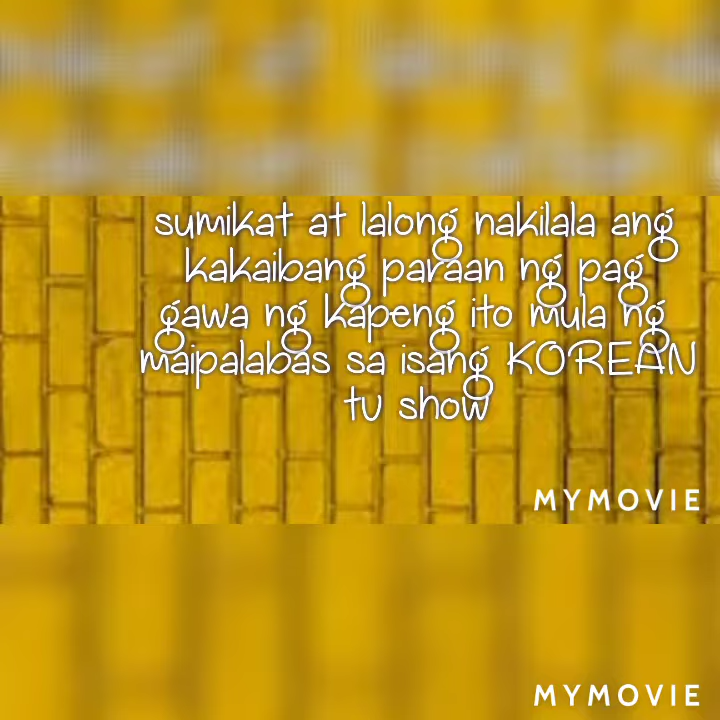 sumikat at lalong nakilala ang
kakaibang paraan ng pag
gawa ng kapeng ito mula ng
maipalabas sa isang KOREAN
tv show
MYMOVIE
MYMOVIE